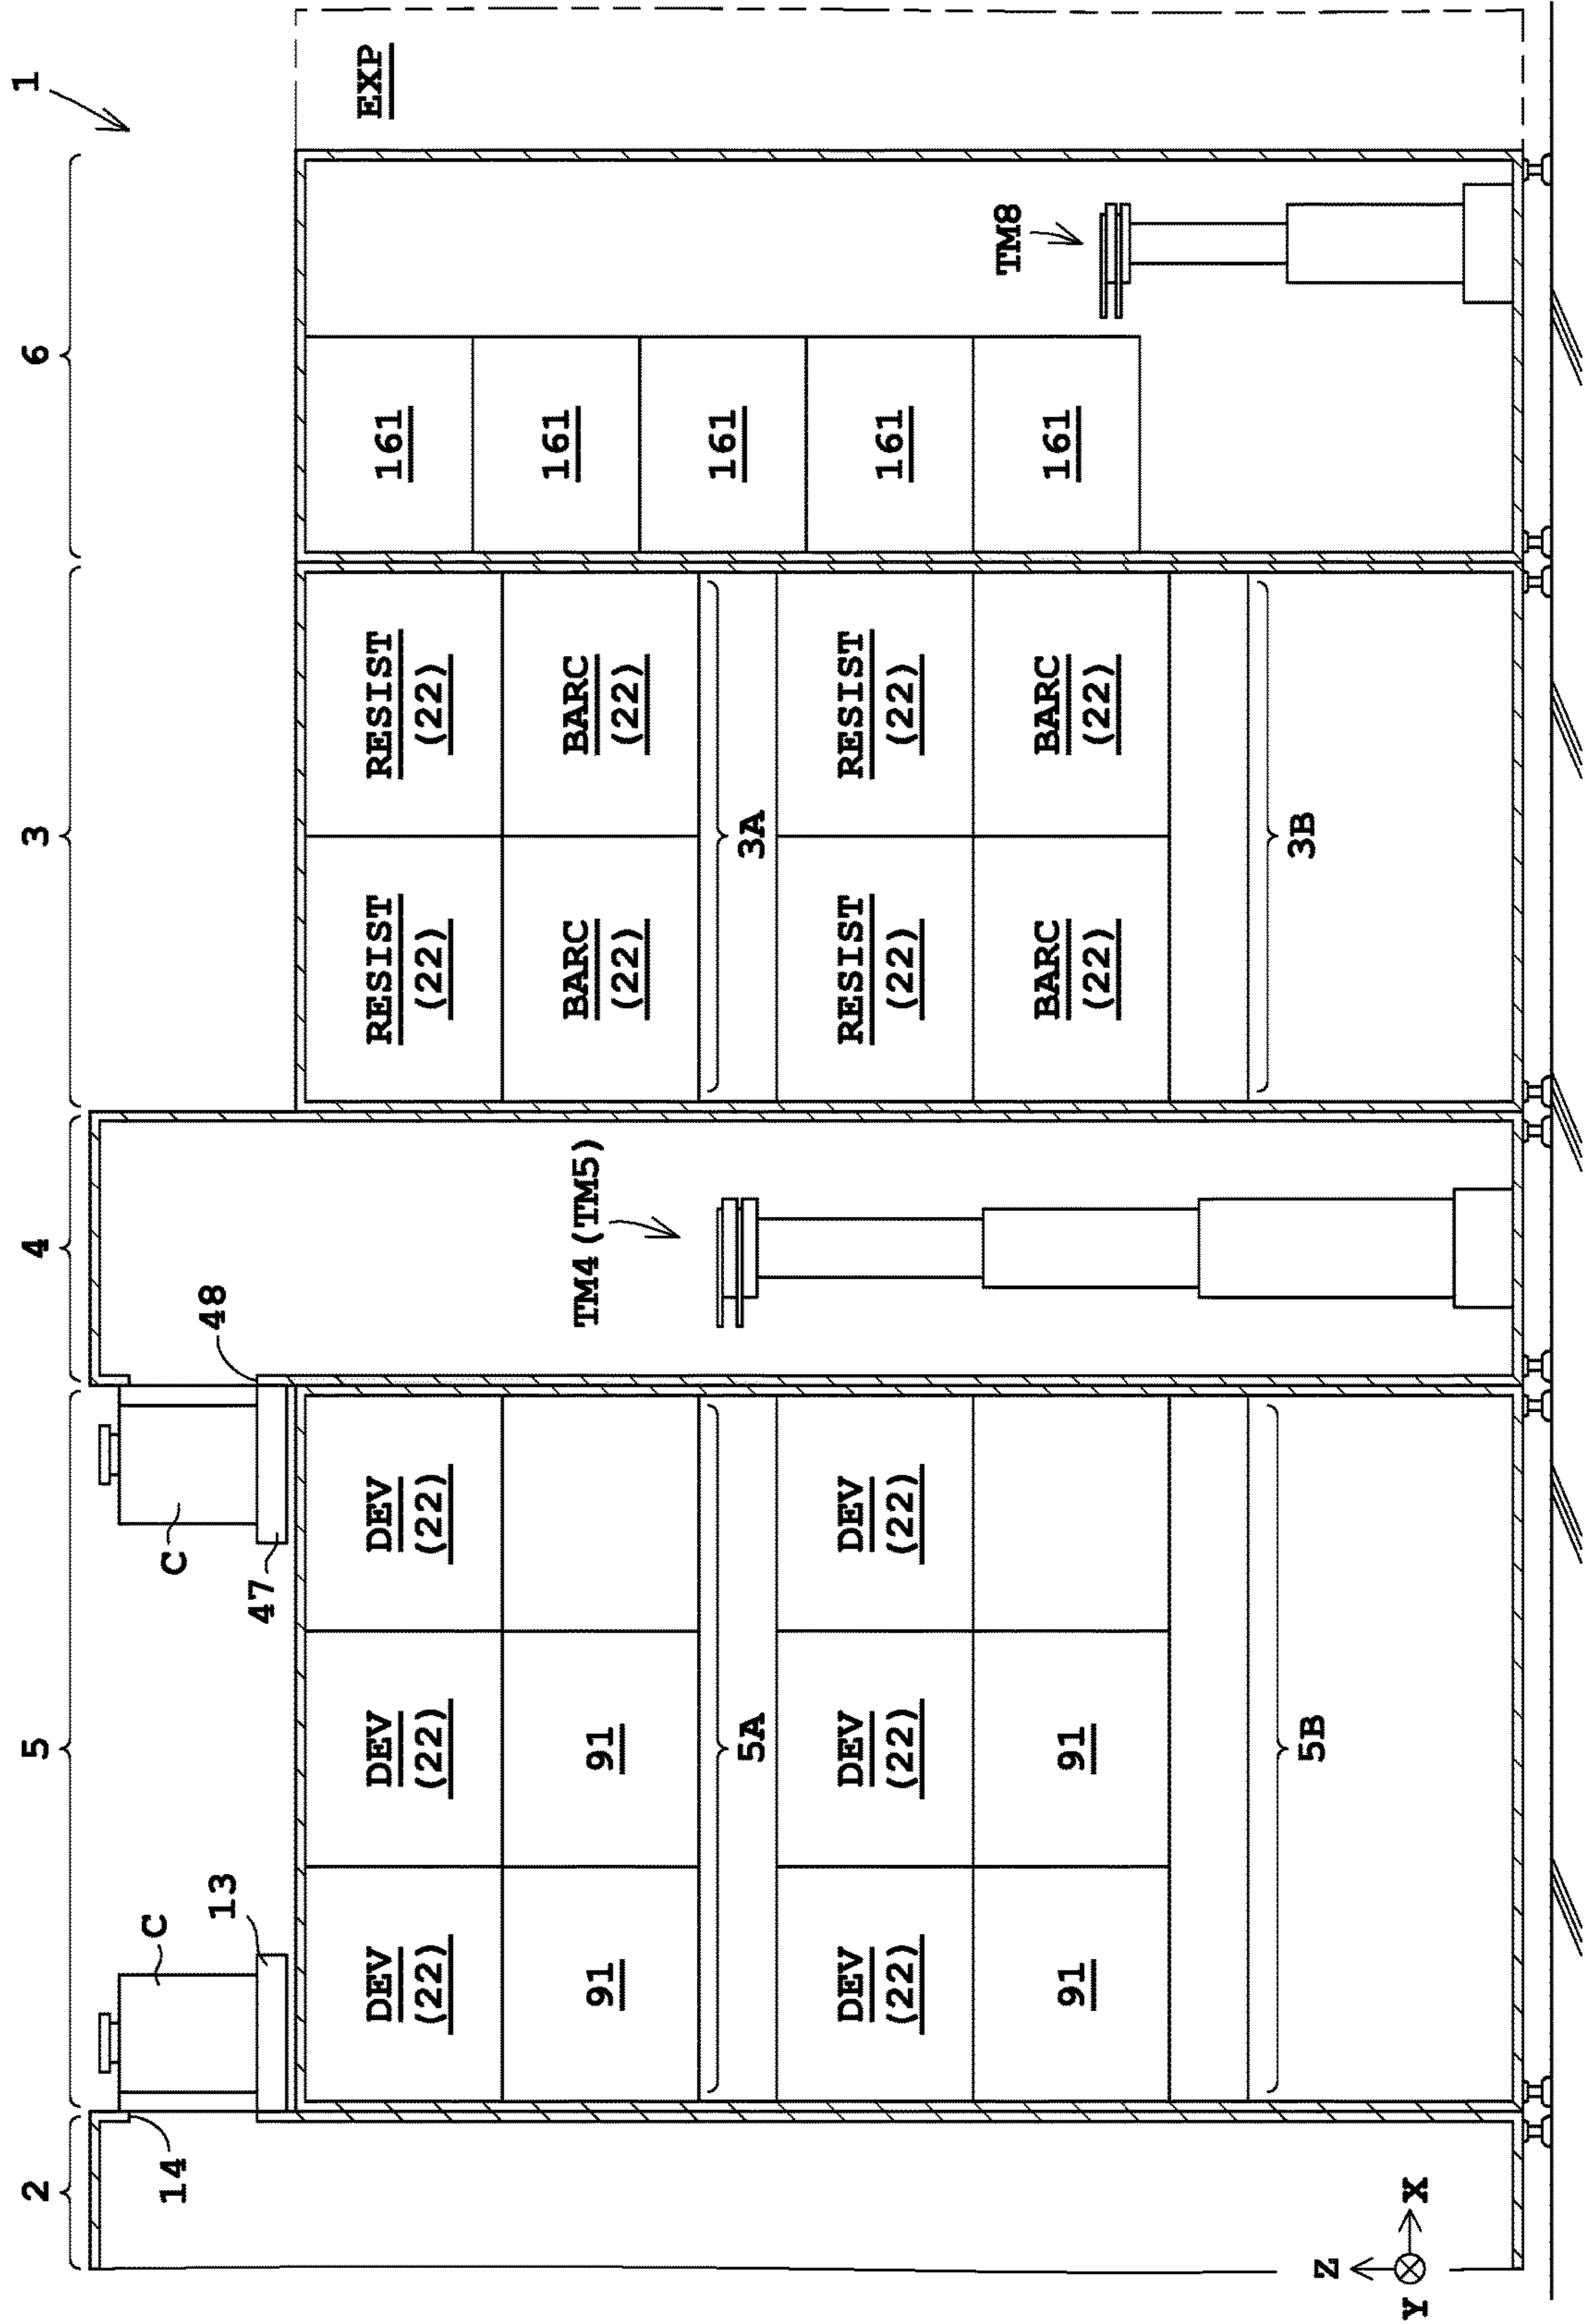 1
2 5 4 3 6
14
C
13
C
47
48
EXP
DEV DEV DEV RESIST RESIST 161
(22) (22) (22) (22) (22)
91 91 BARC BARC 161
(22) (22)
TM4(TM5)
5A 3A 161
DEV DEV DEV RESIST RESIST 161
(22) (22) (22) (22) (22)
91 91 BARC BARC 161
(22) (22)
TM8
5B 3B
Z
Y X